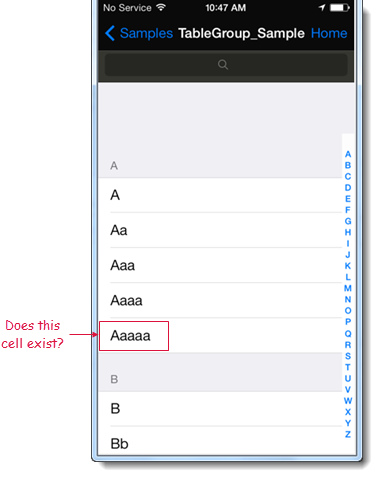 No Service 10:47 AM
Samples TableGroup_Sample Home
A
A
Aa
Aaa
Aaaa
Does this
cell exist?
Aaaaa
B
B
Bb
A
B
C
D
E
F
G
H
I
J
K
L
M
N
O
P
Q
R
S
T
U
V
W
X
Y
Z